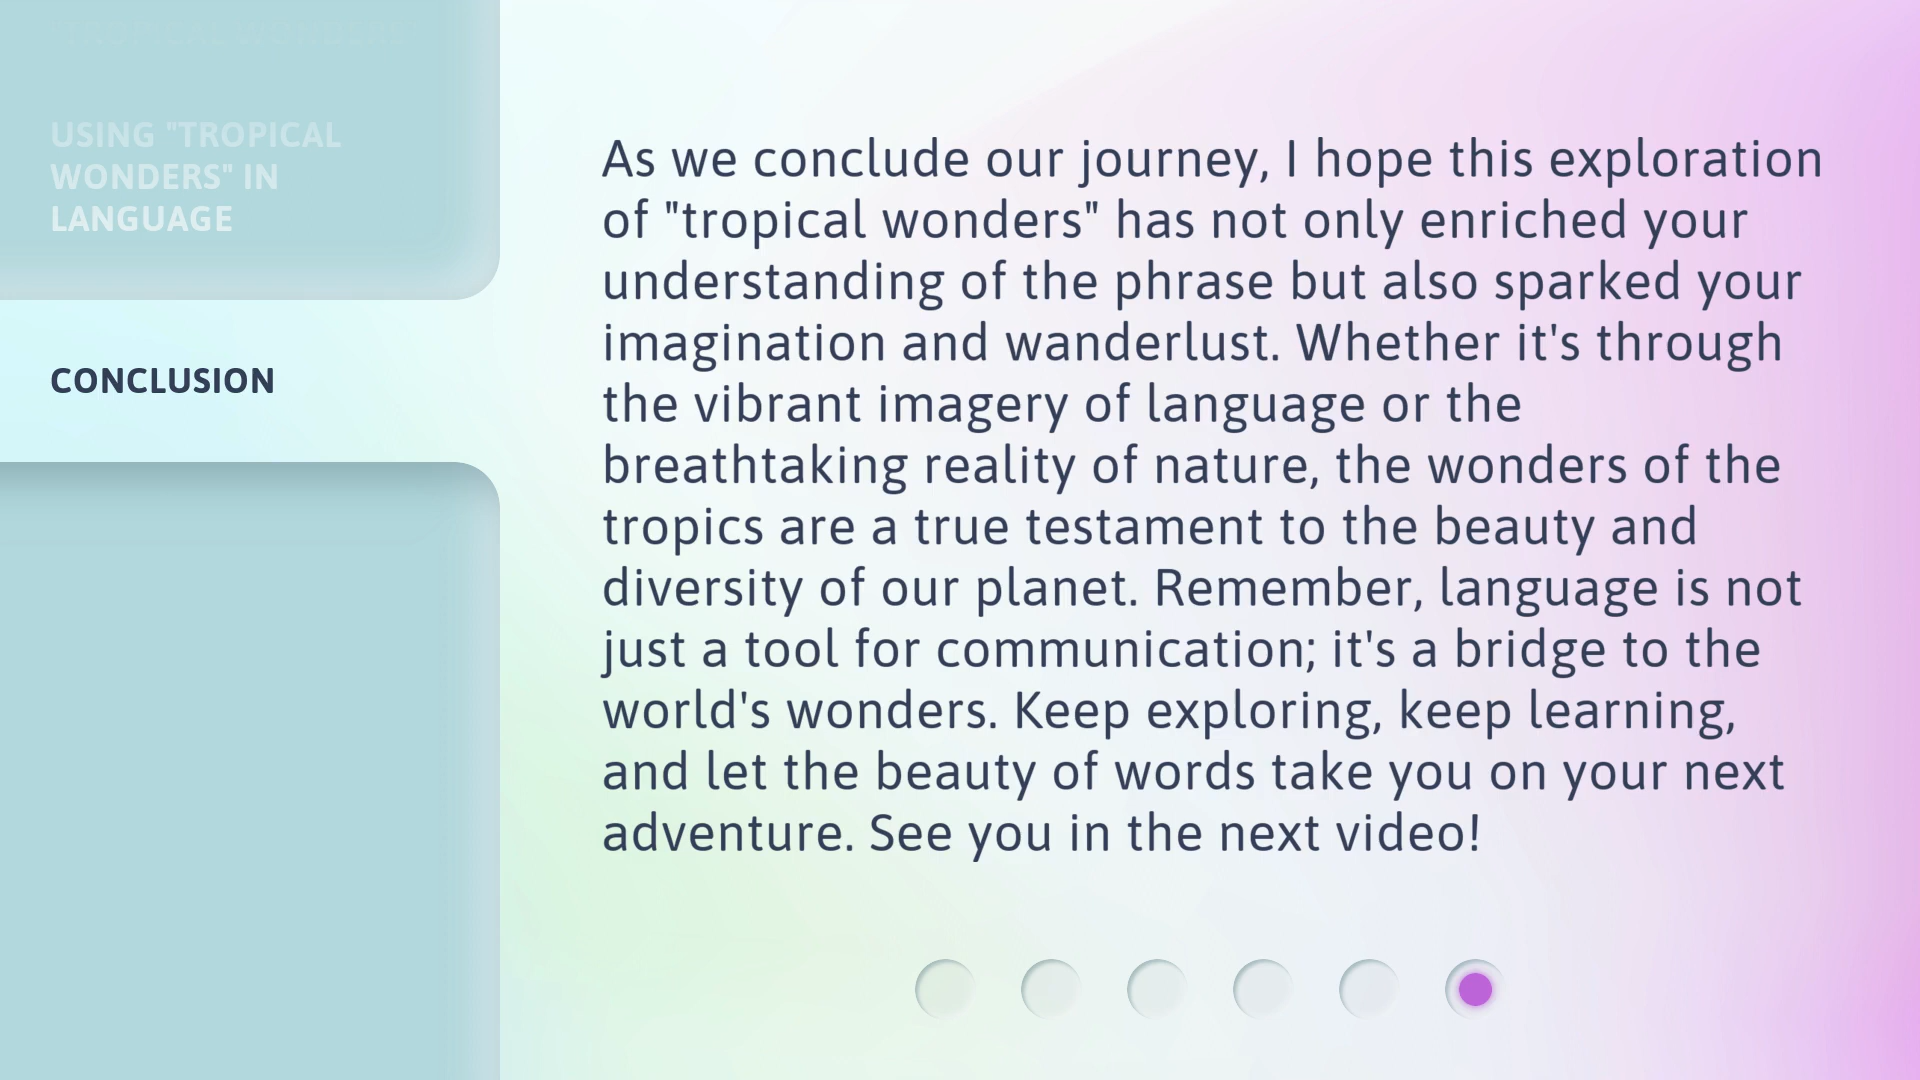 "TROPICAL WONDERS"
USING "TROPICAL
WONDERS" IN
LANGUAGE
CONCLUSION
As we conclude our journey, I hope this exploration
of "tropical wonders" has not only enriched your
understanding of the phrase but also sparked your
imagination and wanderlust. Whether it's through
the vibrant imagery of language or the
breathtaking reality of nature, the wonders of the
tropics are a true testament to the beauty and
diversity of our planet. Remember, language is not
just a tool for communication; it's a bridge to the
world's wonders. Keep exploring, keep learning,
and let the beauty of words take you on your next
adventure. See you in the next video!